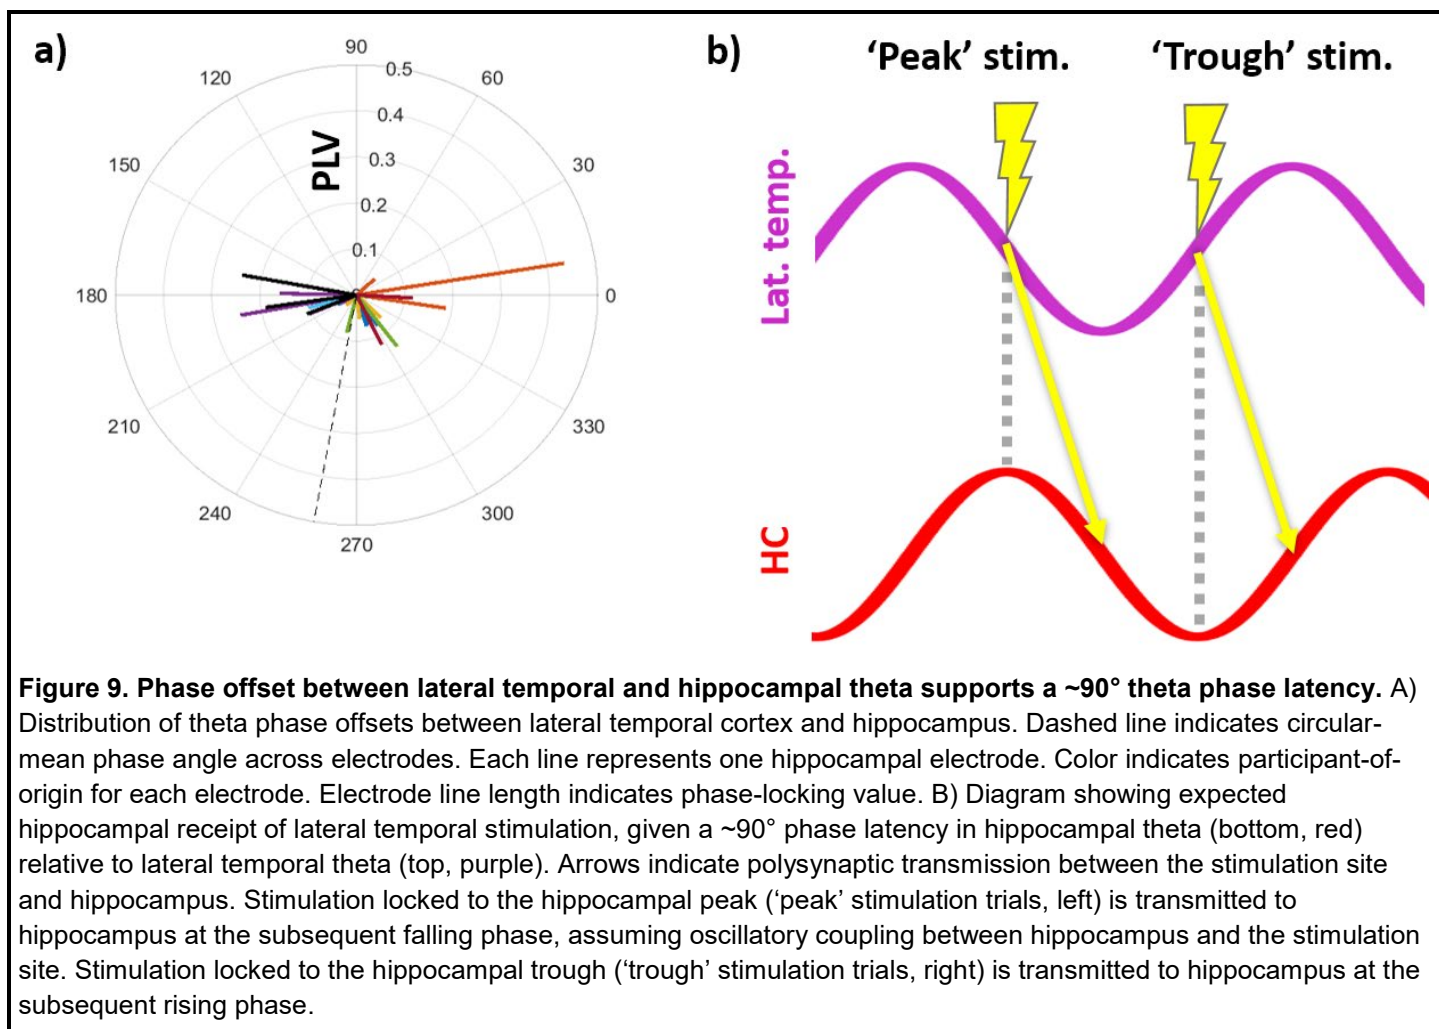 a)
90
120
60
0.5
0.4
150
PLV
0.3
30
0.2
0.1
180
0
210
330
240
300
270
b)
‘Peak’ stim.
‘Trough’ stim.
Lat. temp.
HC
Figure 9. Phase offset between lateral temporal and hippocampal theta supports a ~90° theta phase latency. A)
Distribution of theta phase offsets between lateral temporal cortex and hippocampus. Dashed line indicates circular-
mean phase angle across electrodes. Each line represents one hippocampal electrode. Color indicates participant-of-
origin for each electrode. Electrode line length indicates phase-locking value. B) Diagram showing expected
hippocampal receipt of lateral temporal stimulation, given a ~90° phase latency in hippocampal theta (bottom, red)
relative to lateral temporal theta (top, purple). Arrows indicate polysynaptic transmission between the stimulation site
and hippocampus. Stimulation locked to the hippocampal peak (‘peak’ stimulation trials, left) is transmitted to
hippocampus at the subsequent falling phase, assuming oscillatory coupling between hippocampus and the stimulation
site. Stimulation locked to the hippocampal trough (‘trough’ stimulation trials, right) is transmitted to hippocampus at the
subsequent rising phase.